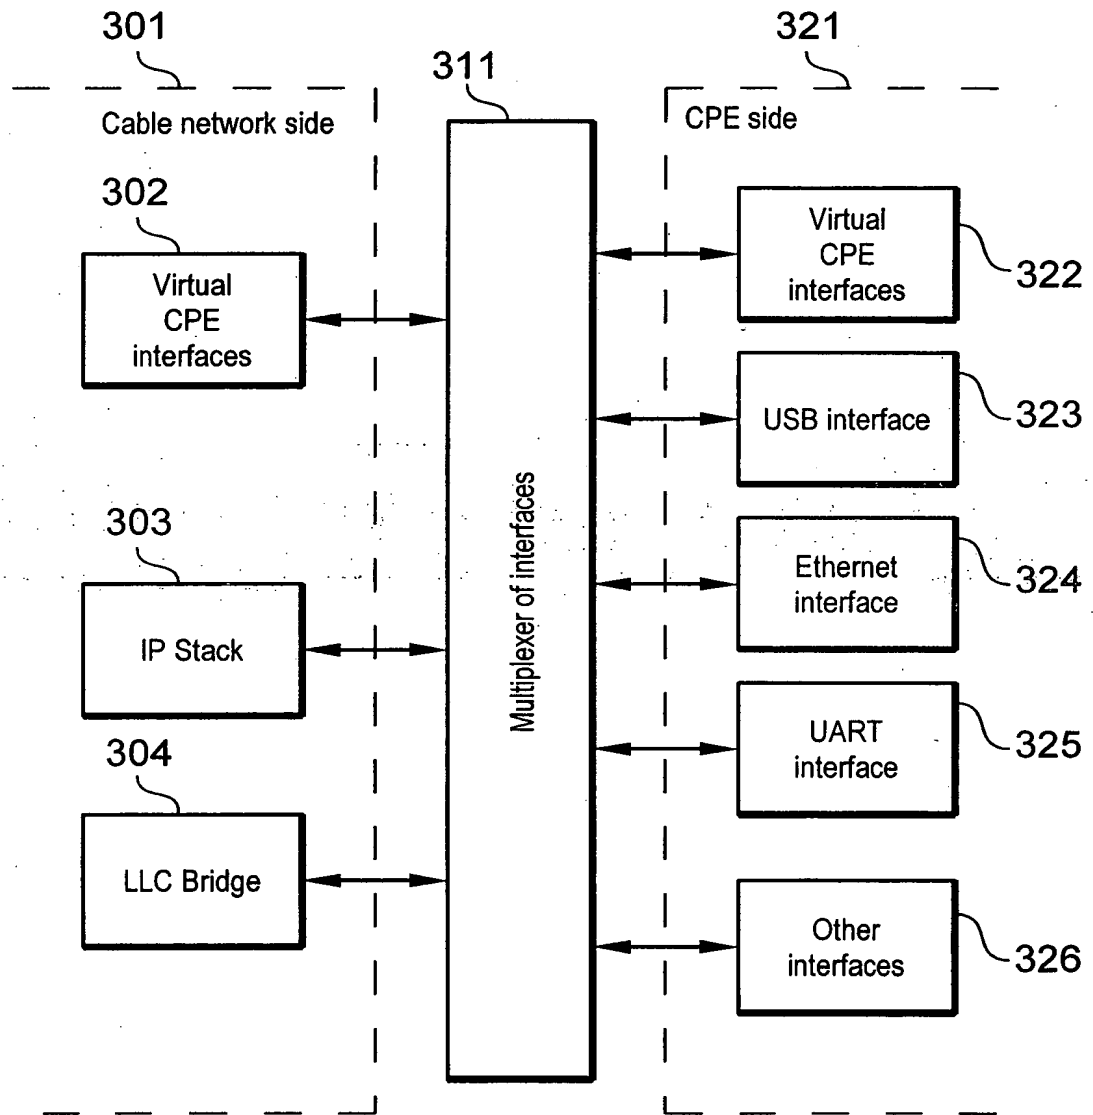 301
321
311
Cable network side
CPE side
302
Virtual
CPE
interfaces
303
IP Stack
304
LLC Bridge
Multiplexer of interfaces
Virtual
CPE
interfaces
322
USB interface
323
Ethernet
interface
324
UART
interface
325
Other
interfaces
326